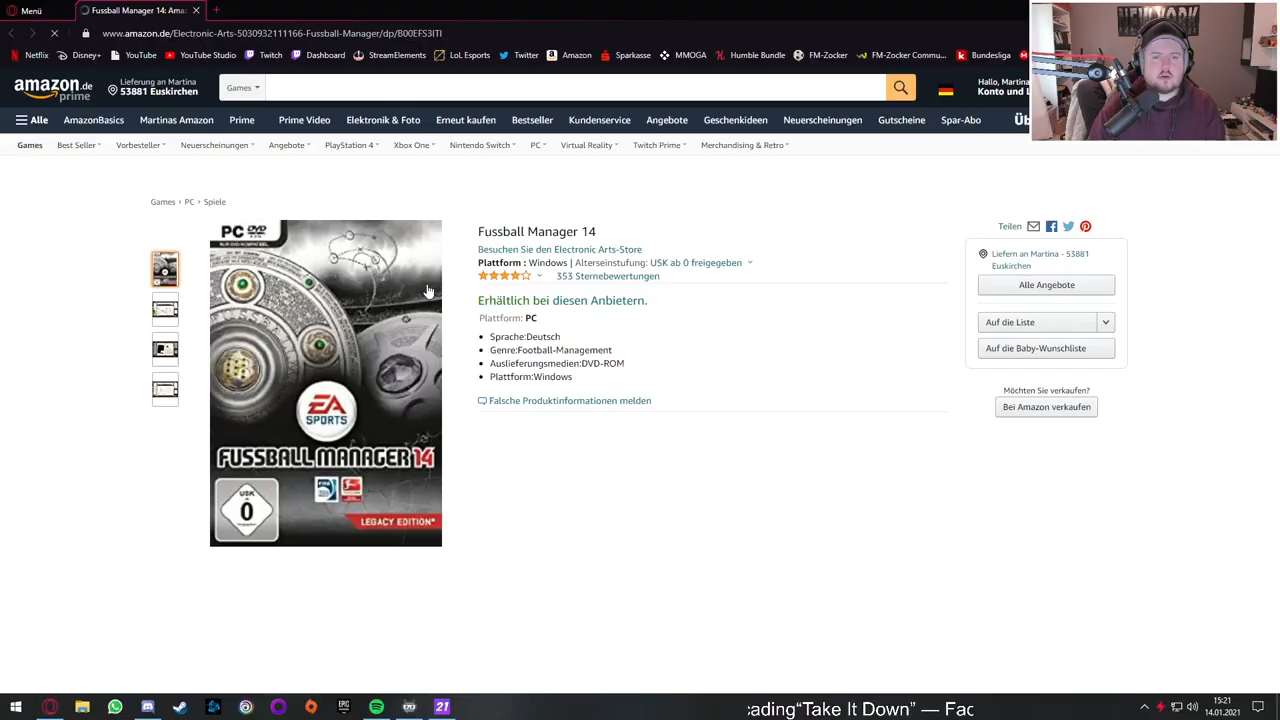 Menü
Fussball Manager 14: Amaz
www.amazon.de/Electronic-Arts-5030932111166-Fussball-Manager/dp/B00EFS3ITI
Netflix
Disney+
YouTube
YouTube Studio
Twitch
Dashboard
StreamElements
LoL Esports
Twitter
Amazon
Sparkasse
MMOGA
Humble Bundle
FM-Zocker
FM-Zocker Commu...
Bundesliga
NEW YORK
amazon.de
prime
Lieferung an Martina
53881 Euskirchen
Games
Hallo, Martina
Konto und L
Alle
AmazonBasics
Martinas Amazon
Prime
Prime Video
Elektronik & Foto
Erneut kaufen
Bestseller
Kundenservice
Angebote
Geschenkideen
Neuerscheinungen
Gutscheine
Spar-Abo
Games
Best Seller
Vorbesteller
Neuerscheinungen
Angebote
PlayStation 4
Xbox One
Nintendo Switch
PC
Virtual Reality
Twitch Prime
Merchandising & Retro
Games › PC › Spiele
PC DVD
EA SPORTS
FUSSBALL MANAGER 14
USK 0
LEGACY EDITION*
Fussball Manager 14
Besuchen Sie den Electronic Arts-Store
Plattform : Windows | Alterseinstufung: USK ab 0 freigegeben
353 Sternebewertungen
Erhältlich bei diesen Anbietern.
Plattform: PC
Sprache:Deutsch
Genre:Football-Management
Auslieferungsmedien:DVD-ROM
Plattform:Windows
Falsche Produktinformationen melden
Teilen
Liefern an Martina - 53881
Euskirchen
Alle Angebote
Auf die Liste
Auf die Baby-Wunschliste
Möchten Sie verkaufen?
Bei Amazon verkaufen
EPIC
21
ading“Take It Down” — Fac
15:21
14.01.2021